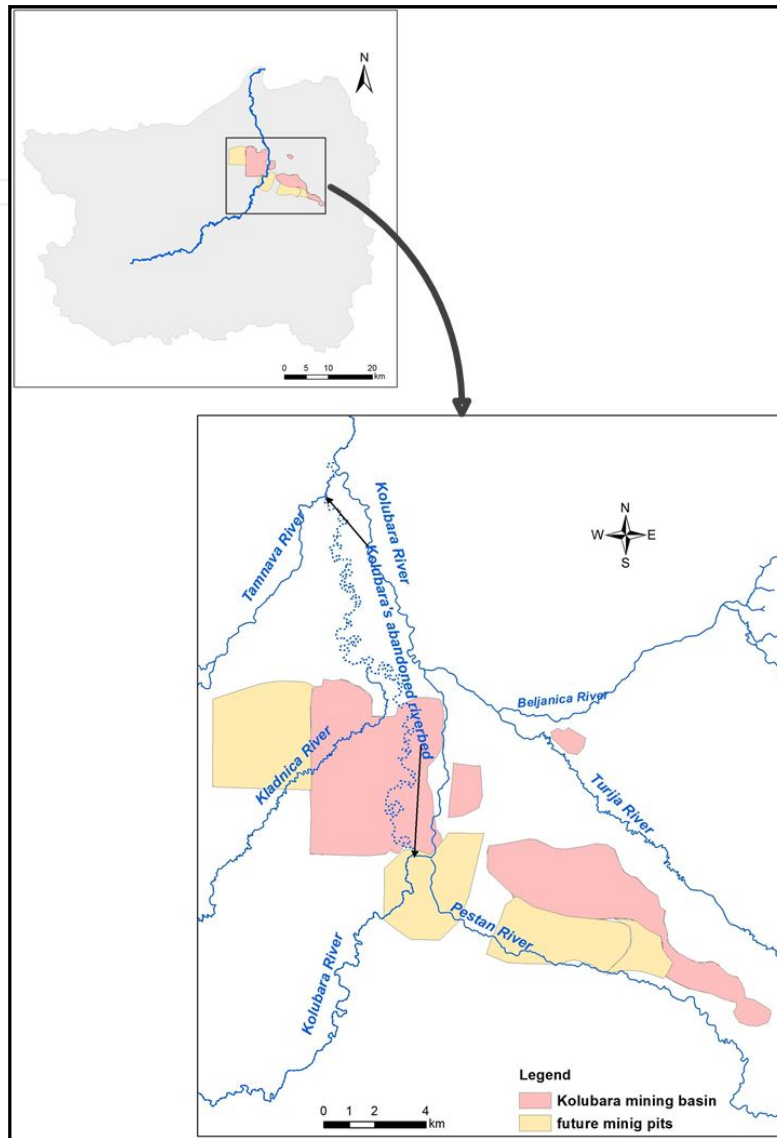 N
0 5 10 20
km
Kolubara River
Tamnava River
Kolubara's abandoned riverbed
N
W E
S
Beljanica River
Kladnica River
Turija River
Pestan River
Kolubara River
Legend
Kolubara mining basin
future minig pits
0 1 2 4
km